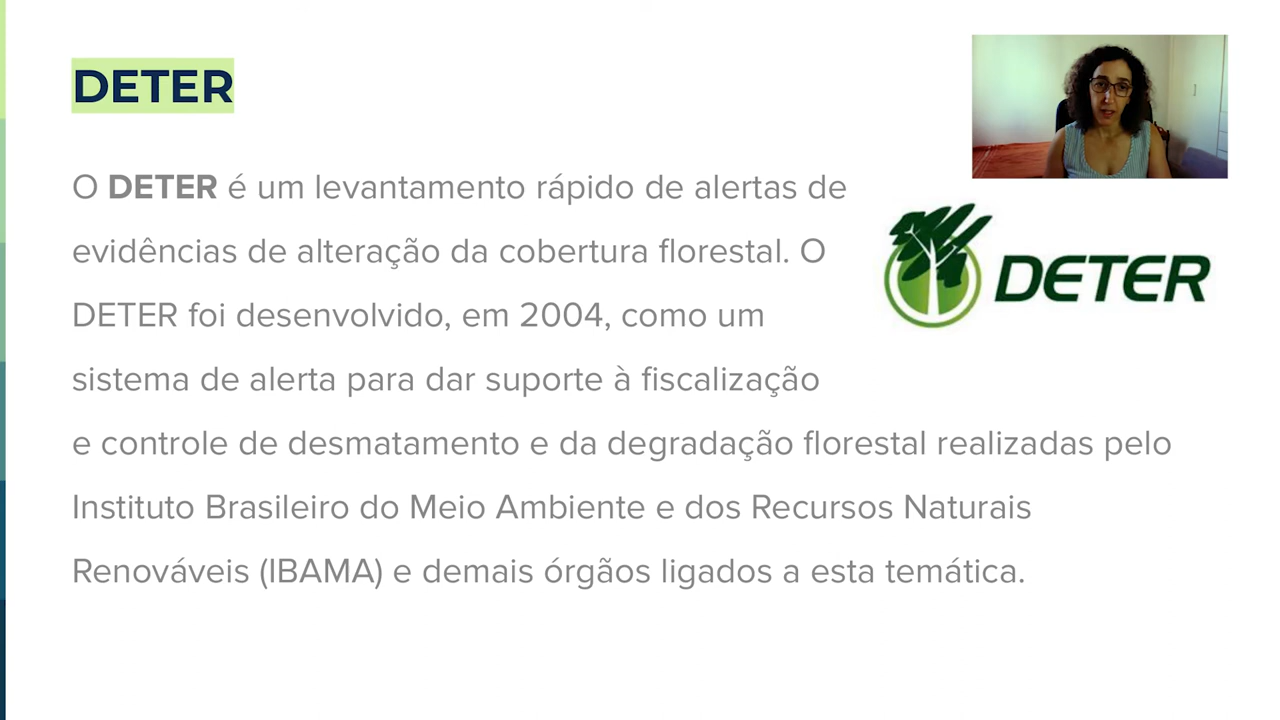 DETER
O DETER é um levantamento rápido de alertas de
evidências de alteração da cobertura florestal. O
DETER foi desenvolvido, em 2004, como um
sistema de alerta para dar suporte à fiscalização
e controle de desmatamento e da degradação florestal realizadas pelo
Instituto Brasileiro do Meio Ambiente e dos Recursos Naturais
Renováveis (IBAMA) e demais órgãos ligados a esta temática.
DETER